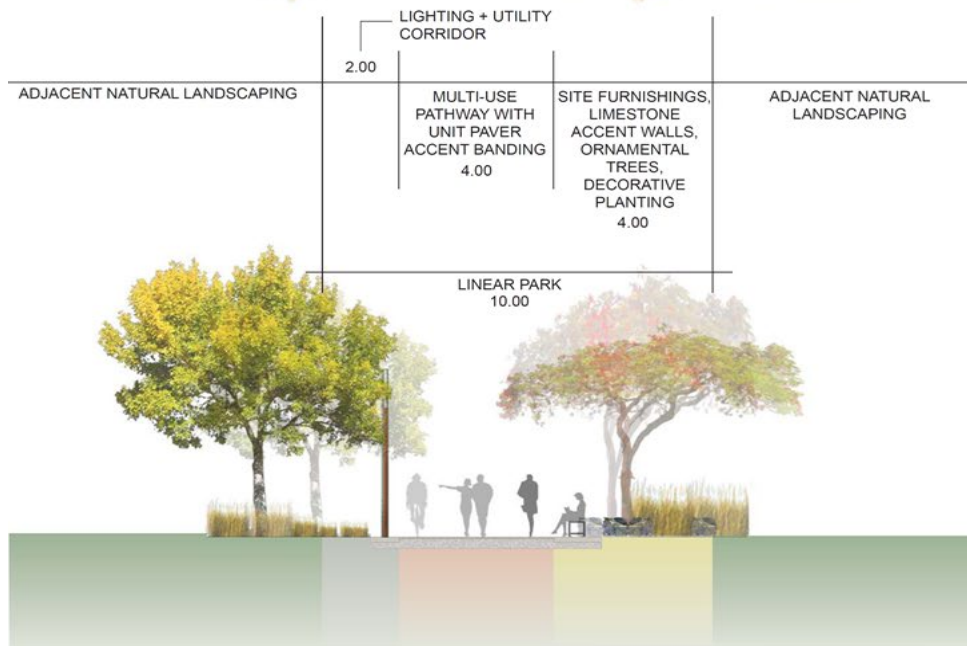 LIGHTING + UTILITY
CORRIDOR
2.00
ADJACENT NATURAL LANDSCAPING
MULTI-USE
PATHWAY WITH
UNIT PAVER
ACCENT BANDING
4.00
SITE FURNISHINGS,
LIMESTONE
ACCENT WALLS,
ORNAMENTAL
TREES,
DECORATIVE
PLANTING
4.00
ADJACENT NATURAL
LANDSCAPING
LINEAR PARK
10.00